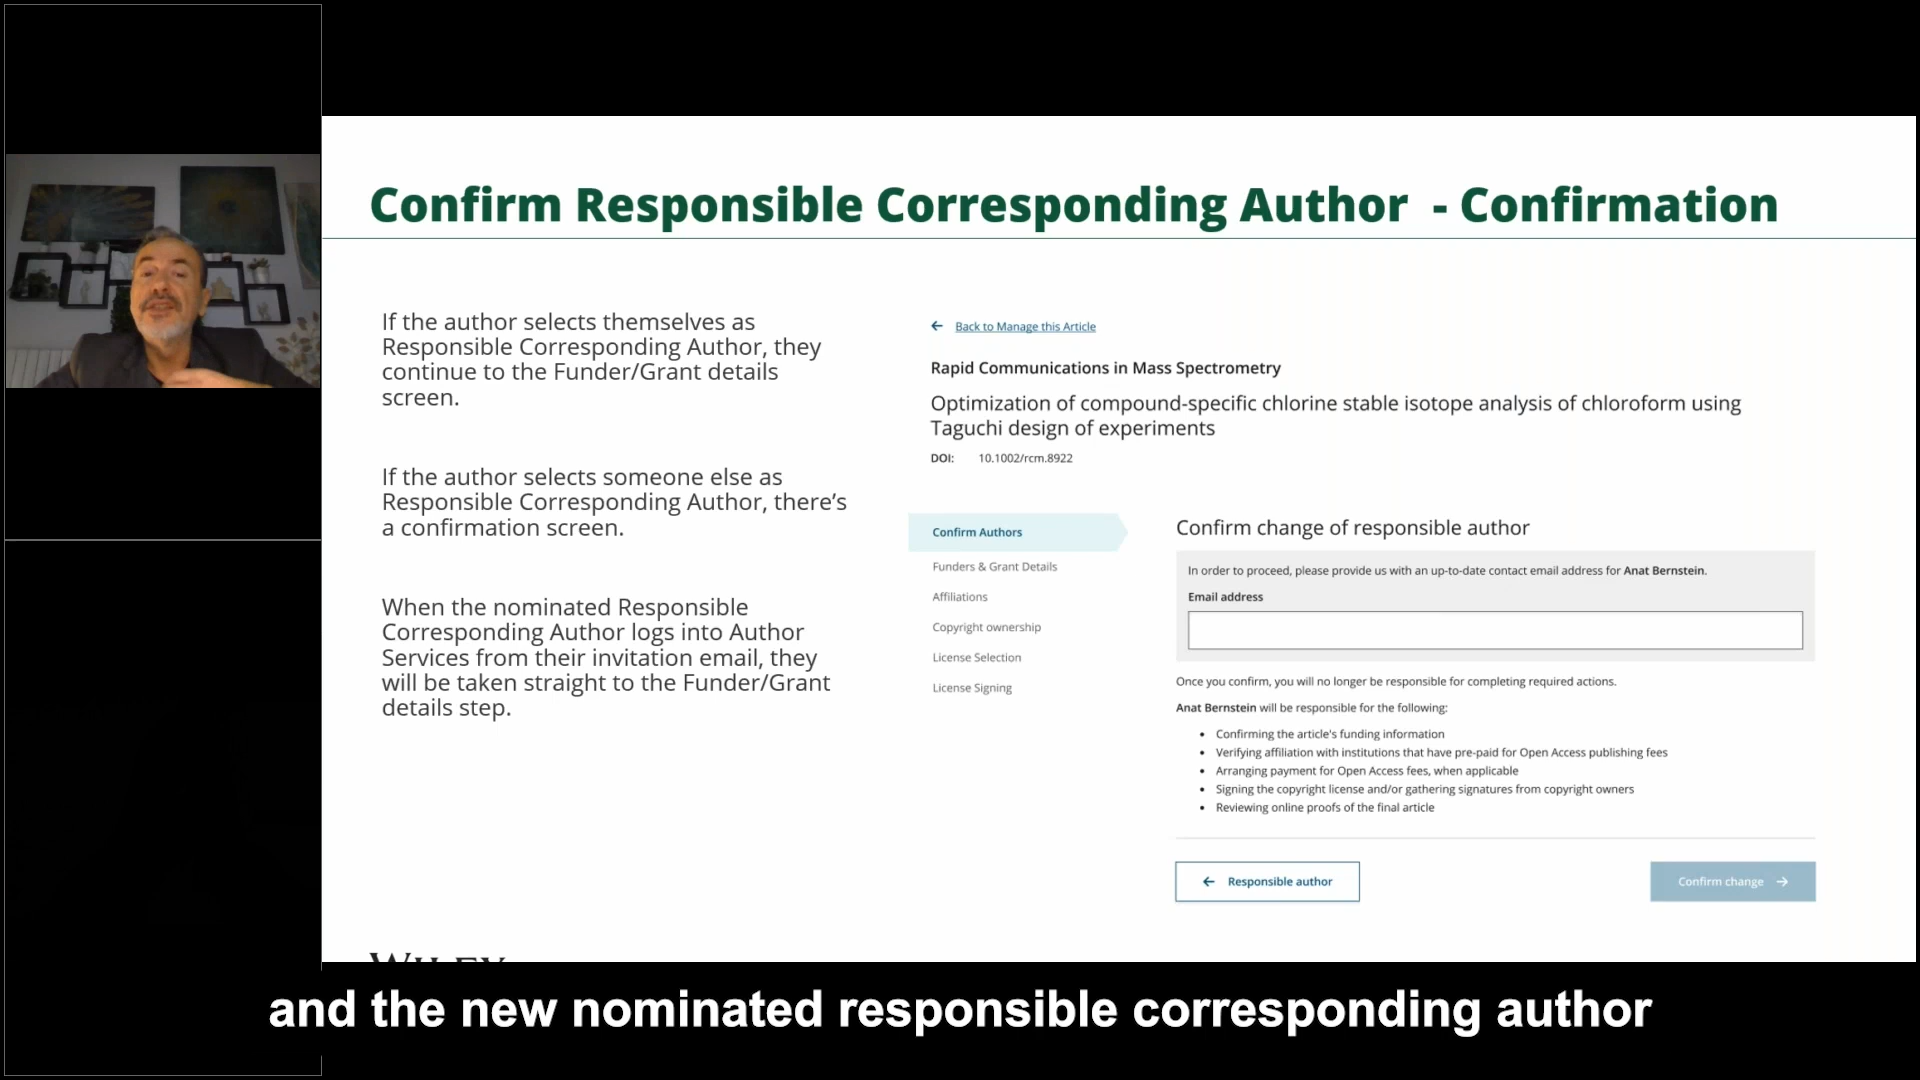 Confirm Responsible Corresponding Author - Confirmation
If the author selects themselves as
Responsible Corresponding Author, they
continue to the Funder/Grant details
screen.
If the author selects someone else as
Responsible Corresponding Author, there’s
a confirmation screen.
When the nominated Responsible
Corresponding Author logs into Author
Services from their invitation email, they
will be taken straight to the Funder/Grant
details step.
← Back to Manage this Article
Rapid Communications in Mass Spectrometry
Optimization of compound-specific chlorine stable isotope analysis of chloroform using
Taguchi design of experiments
DOI: 10.1002/rcm.8922
Confirm Authors
Funders & Grant Details
Affiliations
Copyright ownership
License Selection
License Signing
Confirm change of responsible author
In order to proceed, please provide us with an up-to-date contact email address for Anat Bernstein.
Email address
Once you confirm, you will no longer be responsible for completing required actions.
Anat Bernstein will be responsible for the following:
• Confirming the article's funding information
• Verifying affiliation with institutions that have pre-paid for Open Access publishing fees
• Arranging payment for Open Access fees, when applicable
• Signing the copyright license and/or gathering signatures from copyright owners
• Reviewing online proofs of the final article
← Responsible author
Confirm change →
WILEY
and the new nominated responsible corresponding author